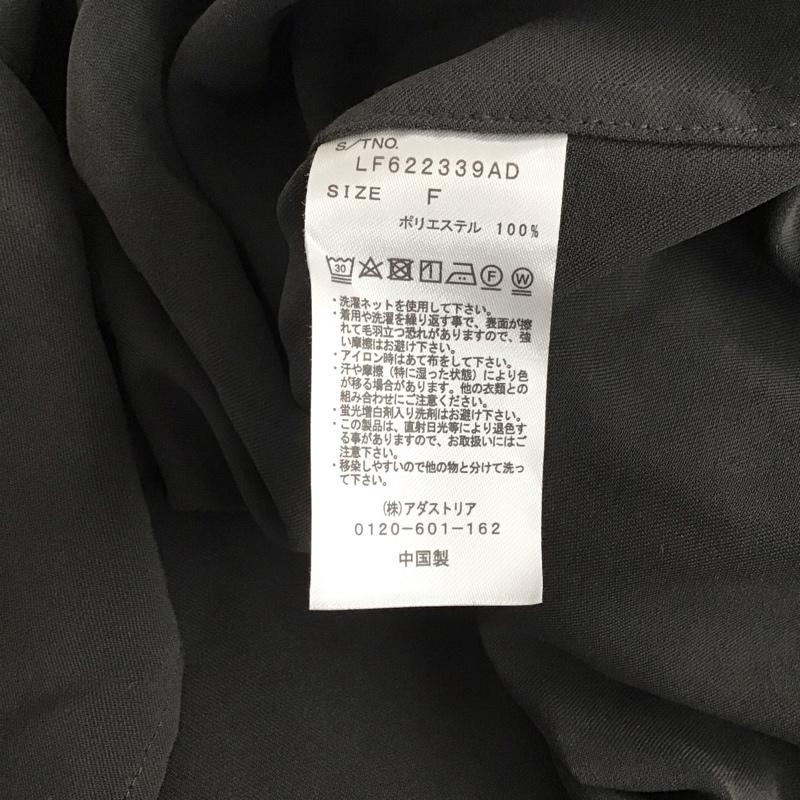 S/TNO.
LF622339AD
SIZE F
ポリエステル 100%
30 1 F W
・洗濯ネットを使用して下さい。
・着用や洗濯を繰り返す事で、表面が擦
れて毛羽立つ恐れがありますので、強
い摩擦はお避け下さい。
・アイロン時はあて布をして下さい。
・汗や摩擦(特に湿った状態)により色
が移る場合があります。他の衣類との
組み合わせにご注意ください。
・蛍光増白剤入り洗剤はお避け下さい。
・この製品は、直射日光等により退色す
る事がありますので、お取扱いにはご
注意下さい。
・移染しやすいので他の物と分けて洗っ
て下さい。
(株)アダストリア
0120-601-162
中国製